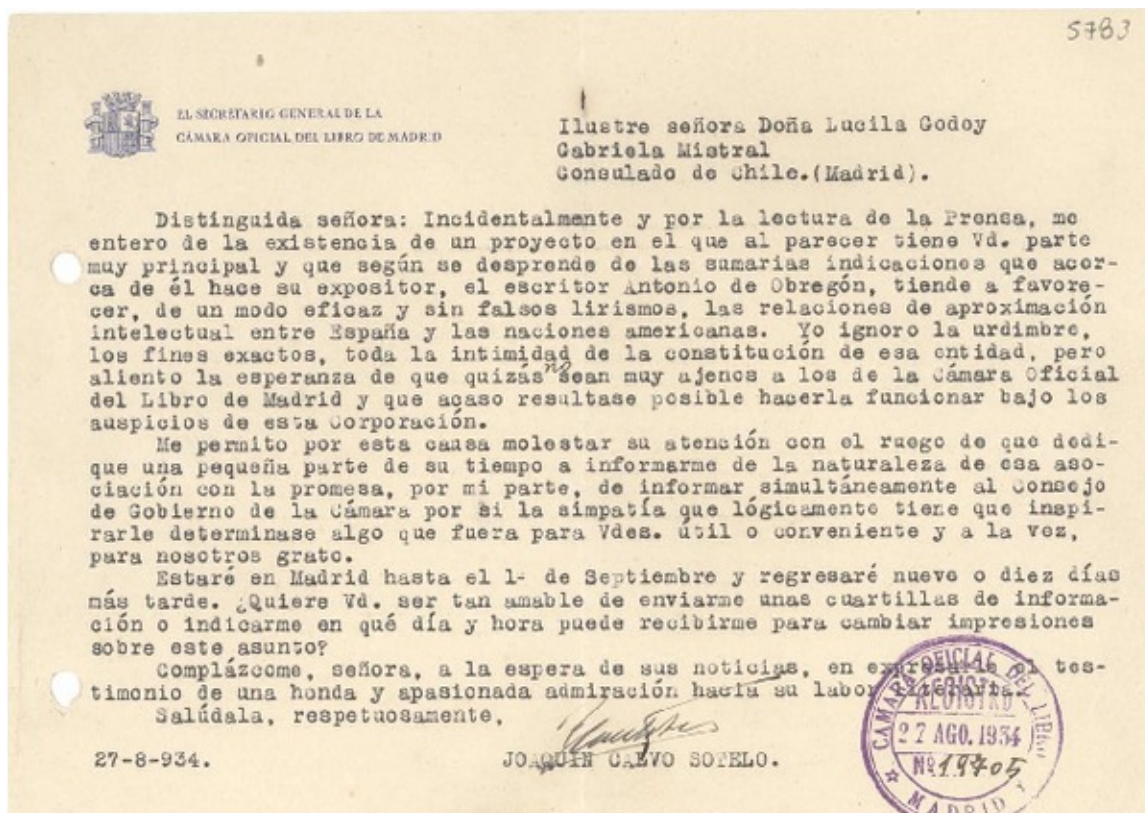 5783
EL SECRETARIO GENERAL DE LA
CÁMARA OFICIAL DEL LIBRO DE MADRID
Ilustre señora Doña Lucila Godoy
Gabriela Mistral
Consulado de Chile.(Madrid).
Distinguida señora: Incidentalmente y por la lectura de la Prensa, me
entero de la existencia de un proyecto en el que al parecer tiene Vd. parte
muy principal y que según se desprende de las sumarias indicaciones que acer-
ca de él hace su expositor, el escritor Antonio de Obregón, tiende a favore-
cer, de un modo eficaz y sin falsos lirismos, las relaciones de aproximación
intelectual entre España y las naciones americanas. Yo ignoro la urdimbre,
los fines exactos, toda la intimidad de la constitución de esa entidad, pero
aliento la esperanza de que quizás no sean muy ajenos a los de la Cámara Oficial
del Libro de Madrid y que acaso resultase posible hacerla funcionar bajo los
auspicios de esta Corporación.
Me permito por esta causa molestar su atención con el ruego de que dedi-
que una pequeña parte de su tiempo a informarme de la naturaleza de esa aso-
ciación con la promesa, por mi parte, de informar simultáneamente al Consejo
de Gobierno de la Cámara por si la simpatía que lógicamente tiene que inspi-
rarle determinase algo que fuera para Vdes. útil o conveniente y a la vez,
para nosotros grato.
Estaré en Madrid hasta el 1- de Septiembre y regresaré nueve o diez días
más tarde. ¿Quiere Vd. ser tan amable de enviarme unas cuartillas de informa-
ción o indicarme en qué día y hora puede recibirme para cambiar impresiones
sobre este asunto?
Complázcome, señora, a la espera de sus noticias, en expresarle el tes-
timonio de una honda y apasionada admiración hacia su labor literaria.
Salúdala, respetuosamente,
27-8-934.
JOAQUIN CALVO SOTELO.
CÁMARA OFICIAL DEL LIBRO
REGISTRO
27 AGO. 1934
Nº 19705
MADRID